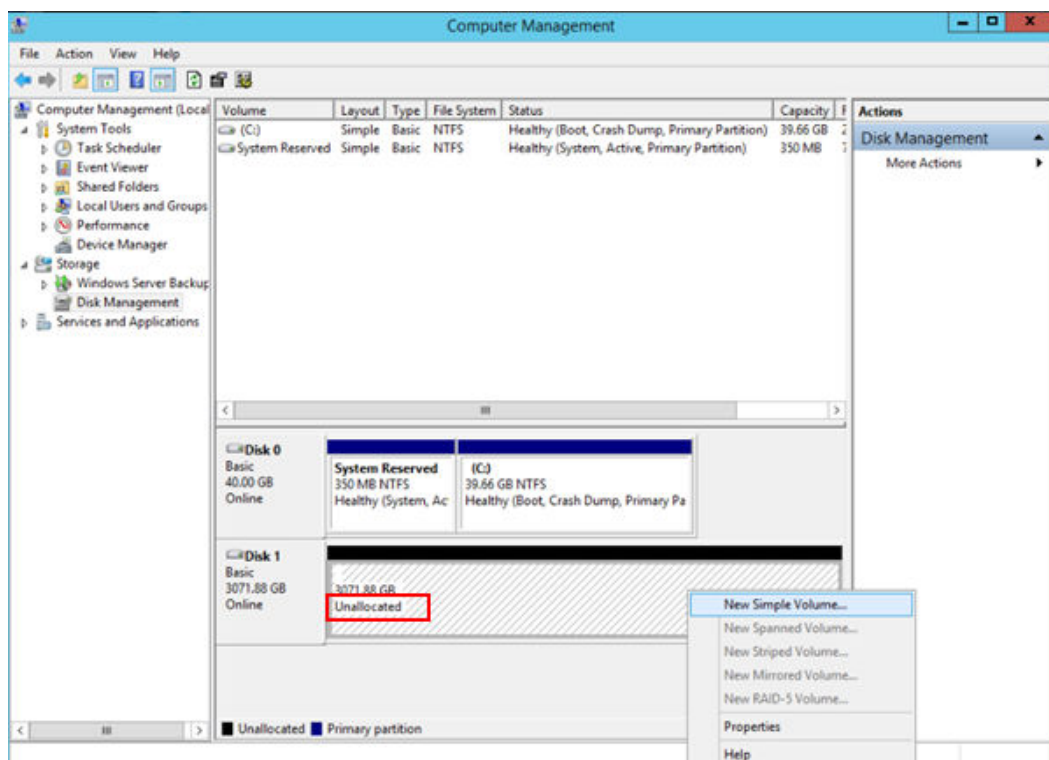 Computer Management
File Action View Help
Computer Management (Local
System Tools
Task Scheduler
Event Viewer
Shared Folders
Local Users and Groups
Performance
Device Manager
Storage
Windows Server Backup
Disk Management
Services and Applications
Volume Layout Type File System Status Capacity F
(C:) Simple Basic NTFS Healthy (Boot, Crash Dump, Primary Partition) 39.66 GB 2
System Reserved Simple Basic NTFS Healthy (System, Active, Primary Partition) 350 MB 7
Actions
Disk Management
More Actions
Disk 0
Basic
40.00 GB
Online
System Reserved
350 MB NTFS
Healthy (System, Ac
(C:)
39.66 GB NTFS
Healthy (Boot, Crash Dump, Primary Pa
Disk 1
Basic
3071.88 GB
Online
3071.88 GB
Unallocated
New Simple Volume...
New Spanned Volume...
New Striped Volume...
New Mirrored Volume...
New RAID-5 Volume...
Properties
Help
Unallocated Primary partition